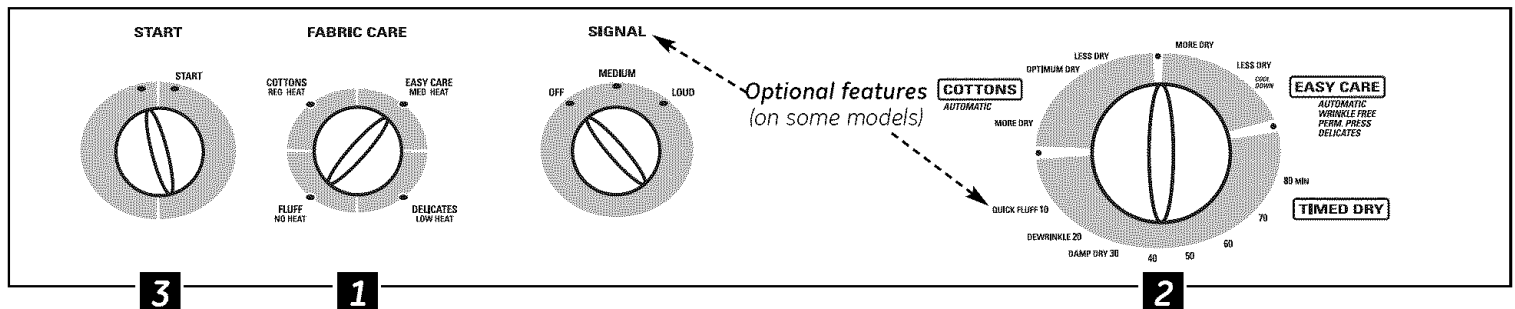 START
START
FABRIC CARE
COTTONS
REG HEAT
EASY CARE
MED HEAT
FLUFF
NO HEAT
DELICATES
LOW HEAT
SIGNAL
OFF
MEDIUM
LOUD
Optional features
(on some models)
COTTONS
AUTOMATIC
MORE DRY
OPTIMUM DRY
LESS DRY
MORE DRY
LESS DRY
COOL
DOWN
EASY CARE
AUTOMATIC
WRINKLE FREE
PERM. PRESS
DELICATES
80 MIN
TIMED DRY
70
60
50
40
DAMP DRY 30
DEWRINKLE 20
QUICK FLUFF 10
3
1
2